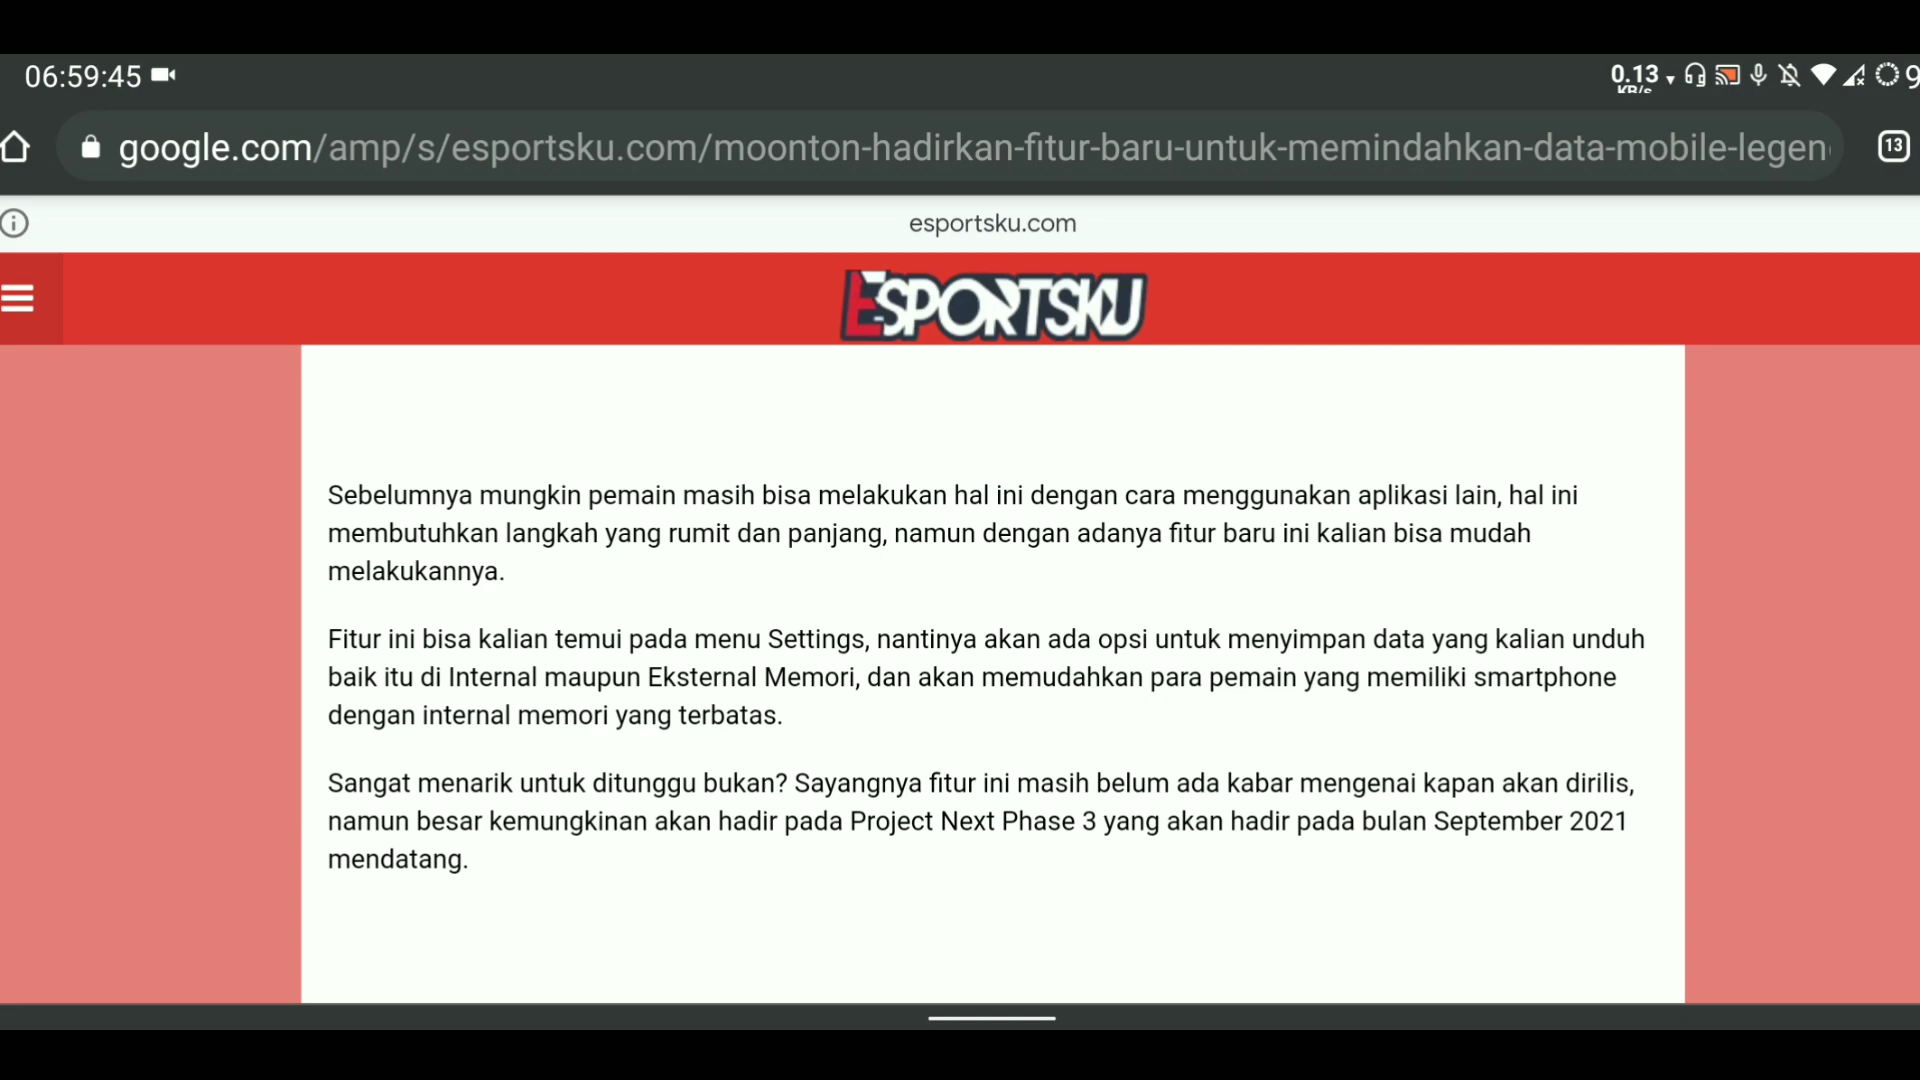 06:59:45
0.13
KB/s
9
google.com/amp/s/esportsku.com/moonton-hadirkan-fitur-baru-untuk-memindahkan-data-mobile-legen
13
esportsku.com
ESPORTSKU
Sebelumnya mungkin pemain masih bisa melakukan hal ini dengan cara menggunakan aplikasi lain, hal ini
membutuhkan langkah yang rumit dan panjang, namun dengan adanya fitur baru ini kalian bisa mudah
melakukannya.
Fitur ini bisa kalian temui pada menu Settings, nantinya akan ada opsi untuk menyimpan data yang kalian unduh
baik itu di Internal maupun Eksternal Memori, dan akan memudahkan para pemain yang memiliki smartphone
dengan internal memori yang terbatas.
Sangat menarik untuk ditunggu bukan? Sayangnya fitur ini masih belum ada kabar mengenai kapan akan dirilis,
namun besar kemungkinan akan hadir pada Project Next Phase 3 yang akan hadir pada bulan September 2021
mendatang.